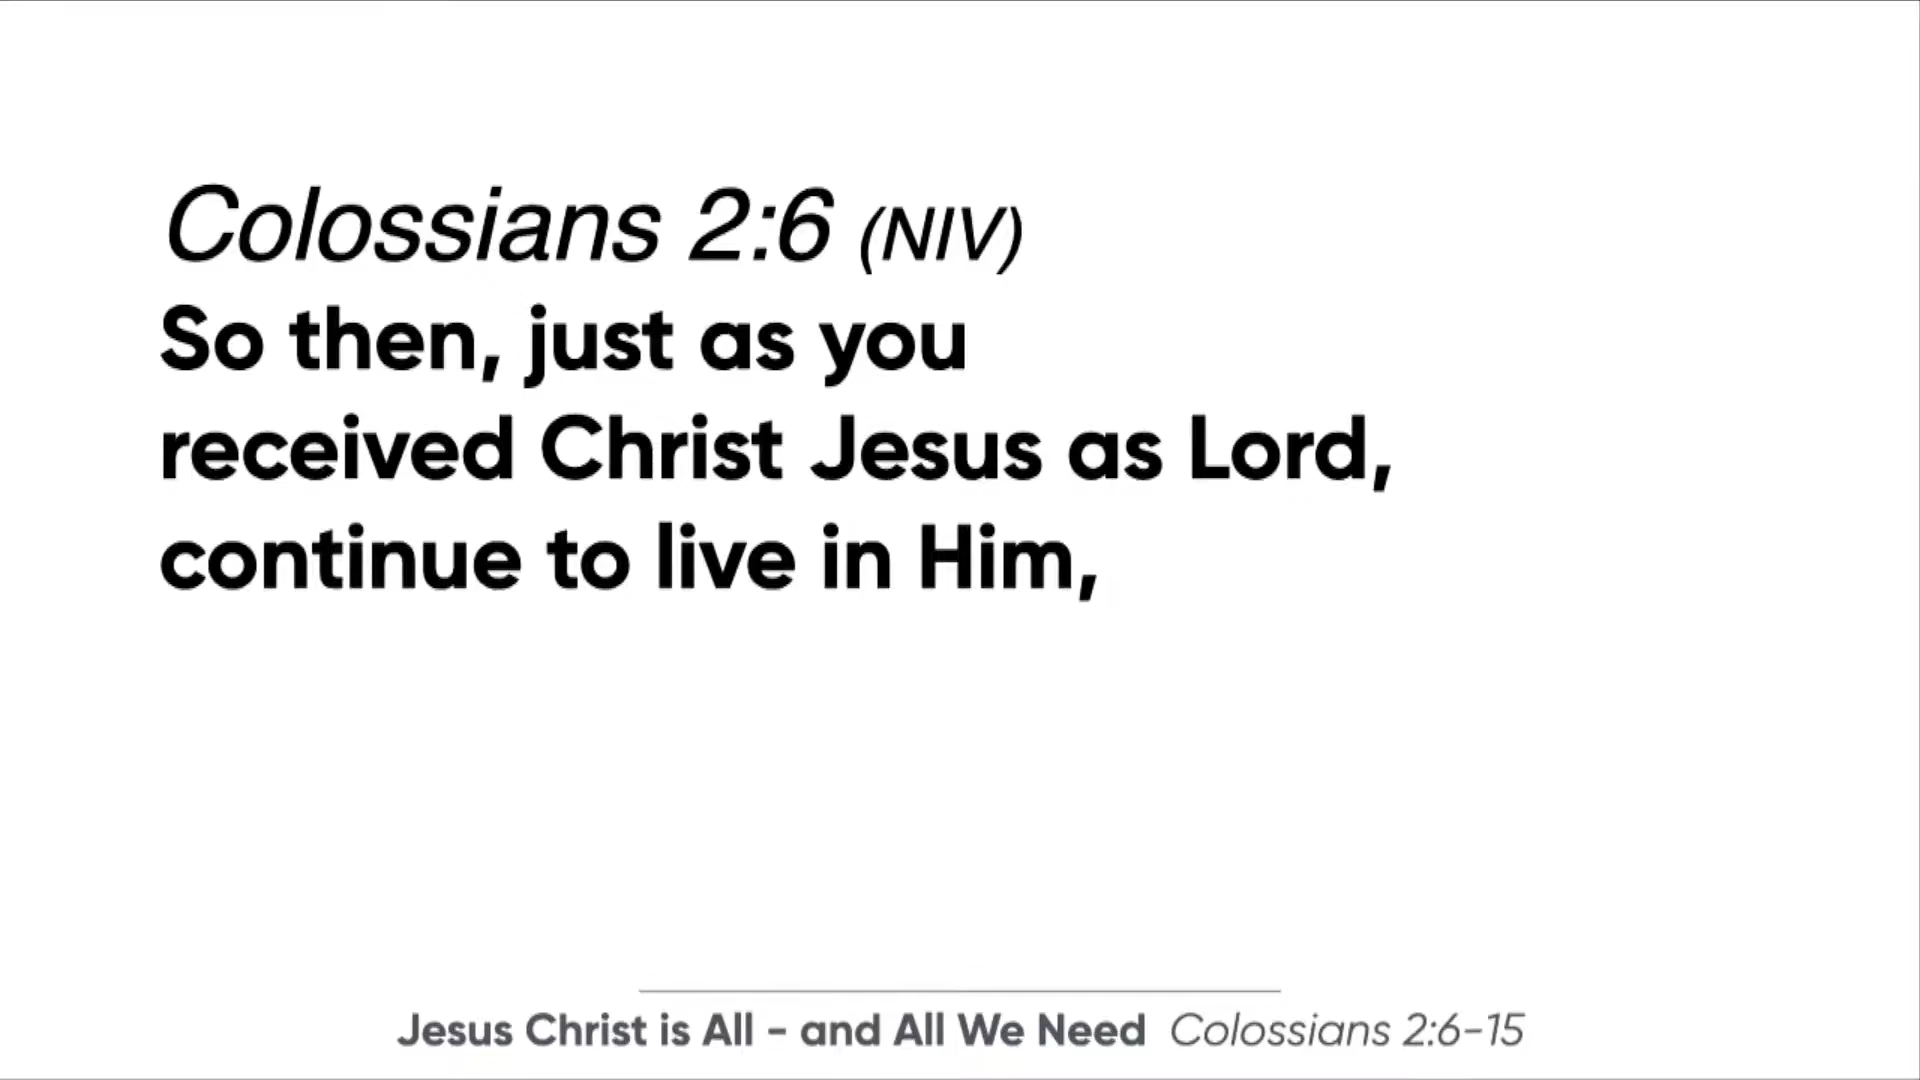 Colossians 2:6 (NIV)
So then, just as you
received Christ Jesus as Lord,
continue to live in Him,
Jesus Christ is All – and All We Need Colossians 2:6–15